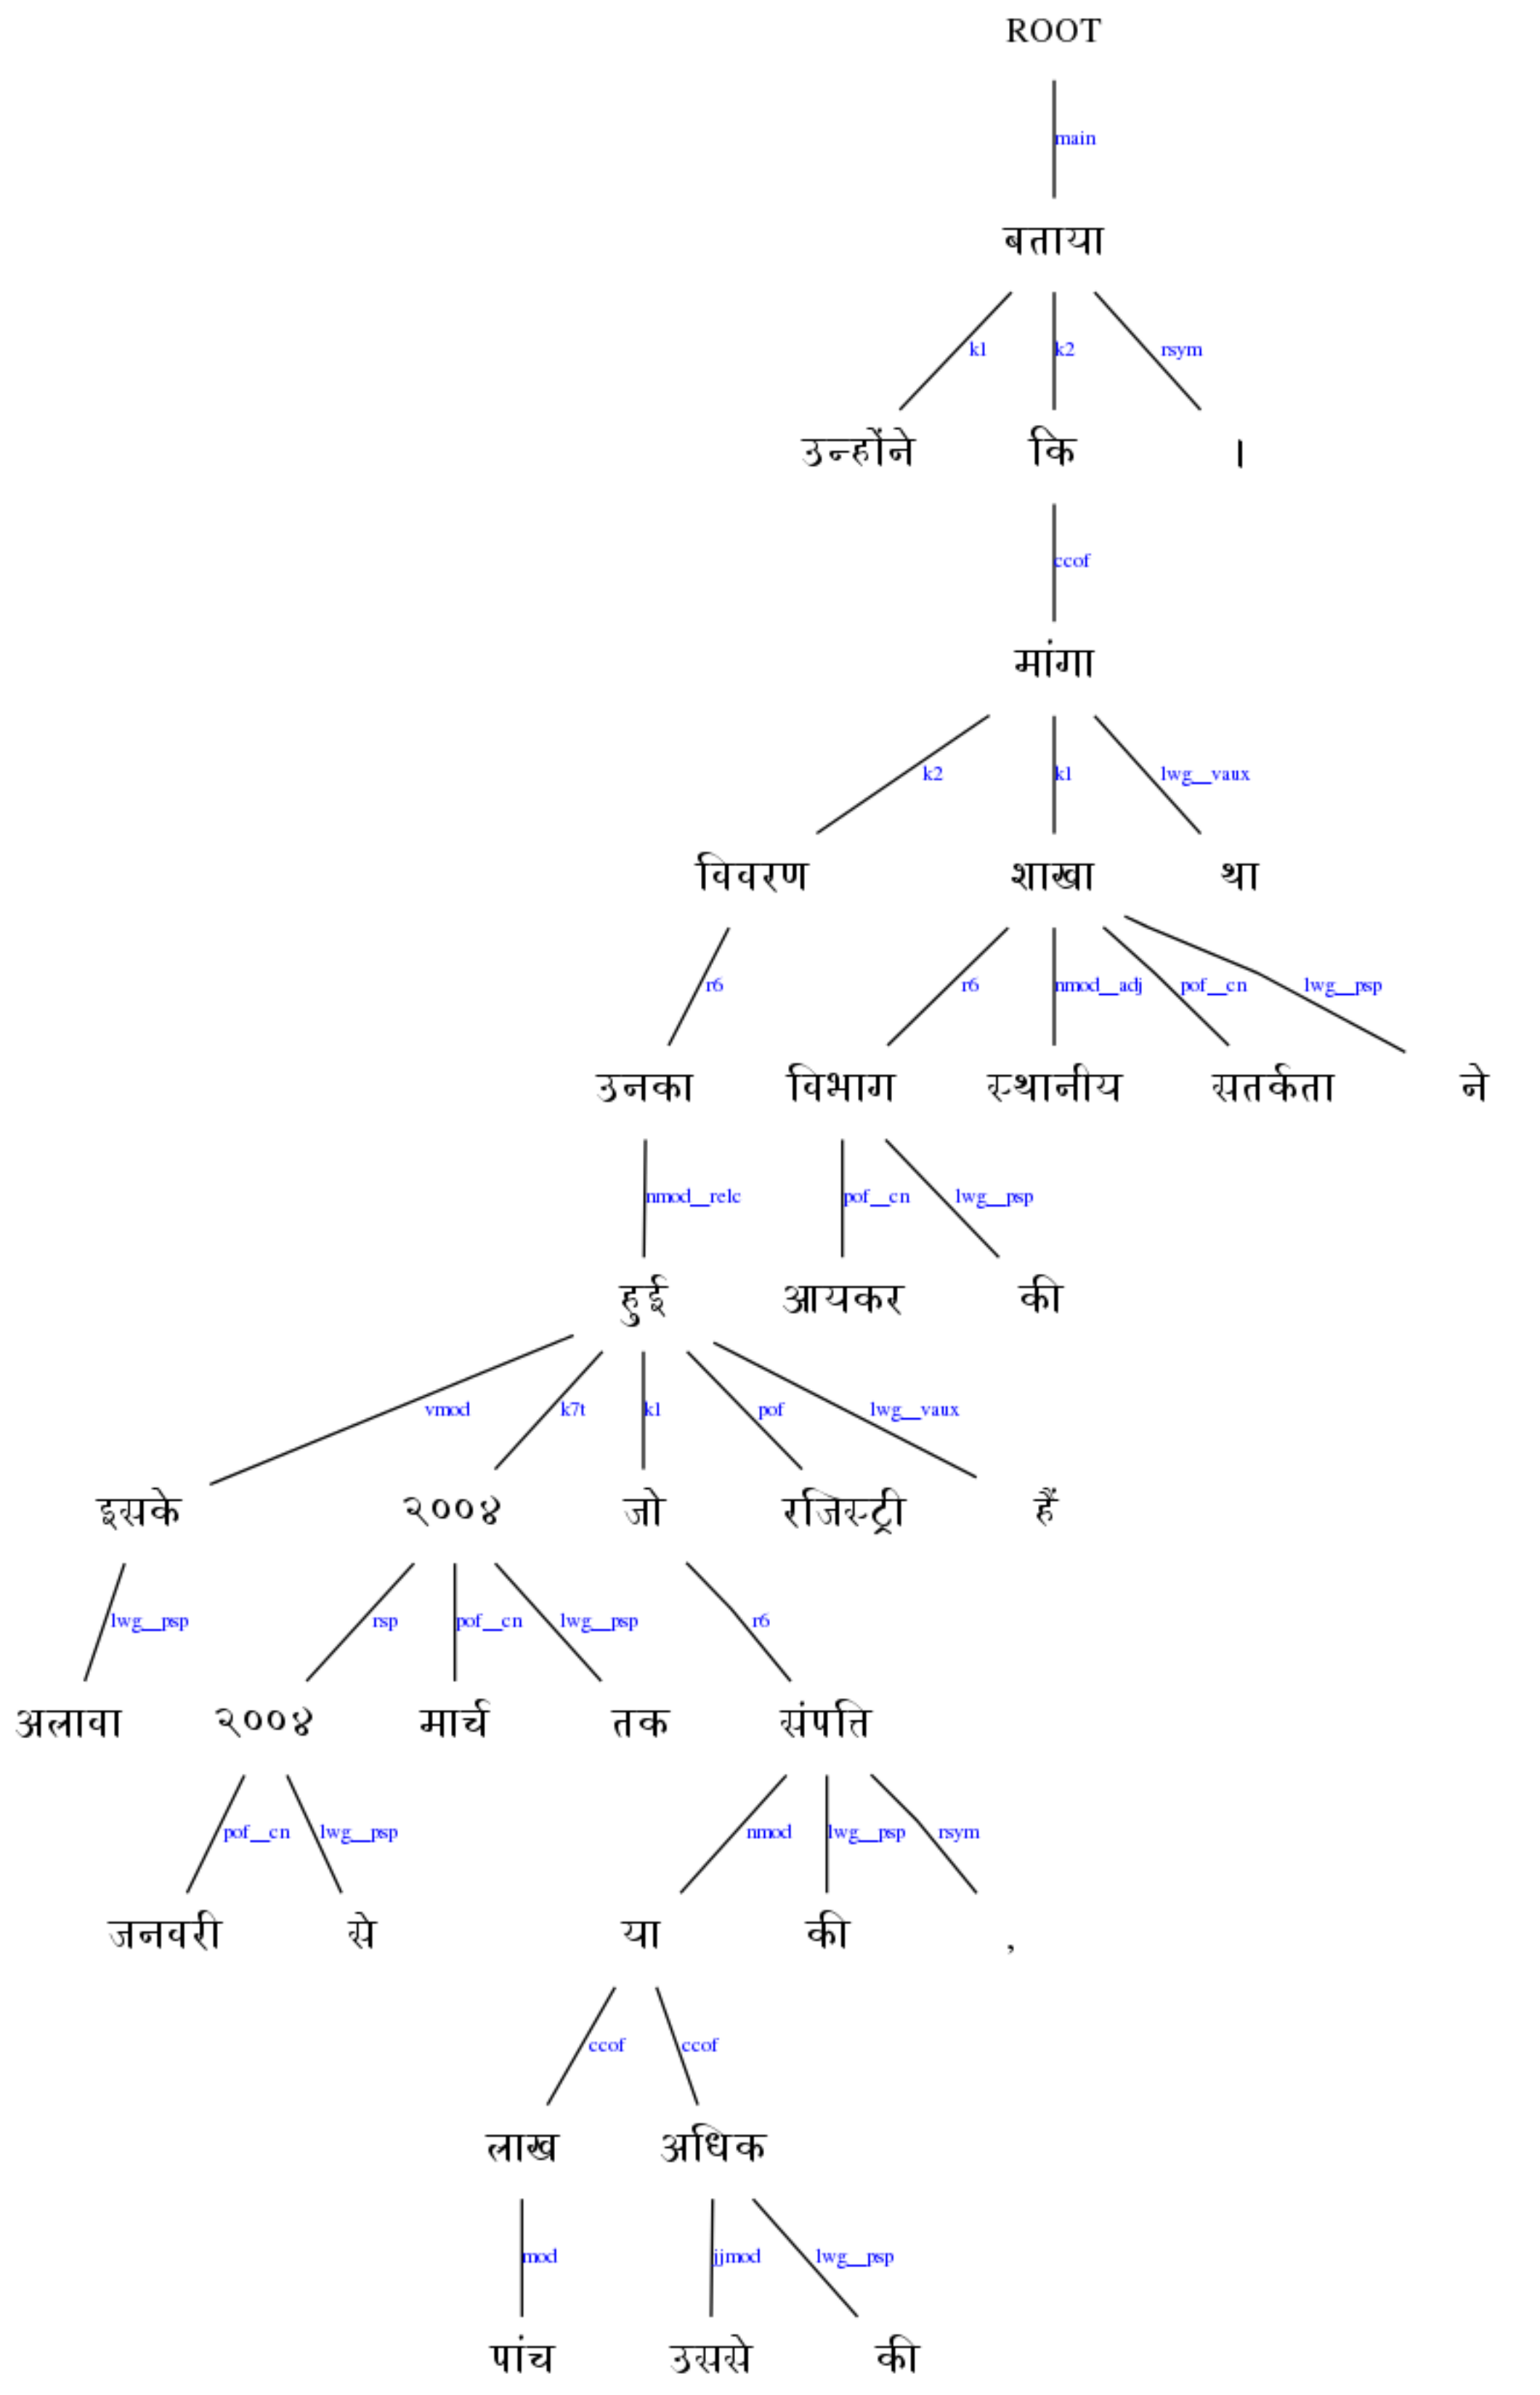 ROOT
main
बताया
k1 k2 rsym
उन्होंने कि ।
ccof
मांगा
k2 k1 lwg__vaux
विवरण शाखा था
r6 r6 nmod__adj pof__cn lwg__psp
उनका विभाग स्थानीय सतर्कता ने
nmod__relc pof__cn lwg__psp
हुई आयकर की
vmod k7t k1 pof lwg__vaux
इसके २००४ जो रजिस्ट्री हैं
lwg__psp rsp pof__cn lwg__psp r6
अलावा २००४ मार्च तक संपत्ति
pof__cn lwg__psp nmod lwg__psp rsym
जनवरी से या की ,
ccof ccof
लाख अधिक
mod jjmod lwg__psp
पांच उससे की